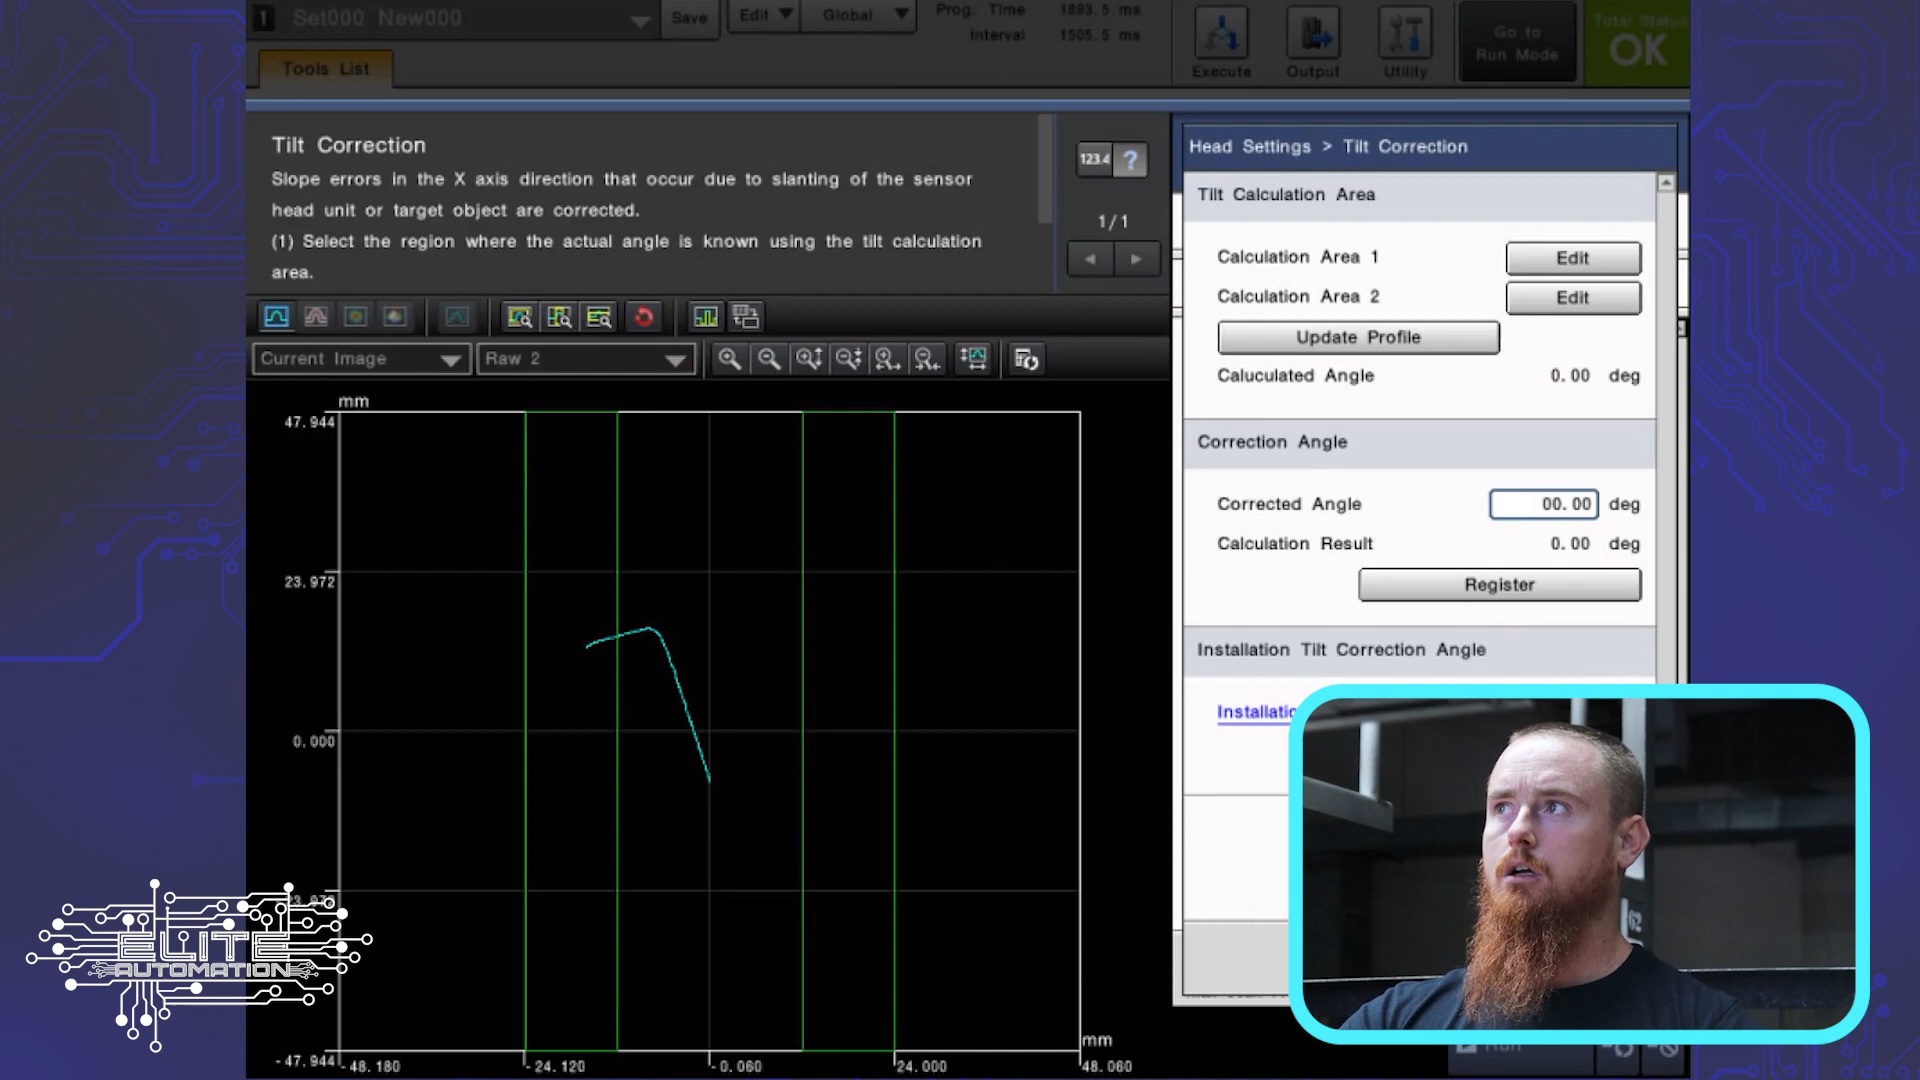 1 Set000 New000
Save
Edit
Global
Prog. Time 1893.5 ms
Interval 1505.5 ms
Execute
Output
Utility
Go to
Run Mode
Total Status
OK
Tools List
Tilt Correction
Slope errors in the X axis direction that occur due to slanting of the sensor
head unit or target object are corrected.
(1) Select the region where the actual angle is known using the tilt calculation
area.
123.4 ?
1/1
Current Image
Raw 2
mm
47.944
23.972
0.000
-47.944
-48.180
-24.120
-0.060
24.000
48.060
mm
Head Settings > Tilt Correction
Tilt Calculation Area
Calculation Area 1 Edit
Calculation Area 2 Edit
Update Profile
Caluculated Angle 0.00 deg
Correction Angle
Corrected Angle 00.00 deg
Calculation Result 0.00 deg
Register
Installation Tilt Correction Angle
Installatio
Run
ELITE
AUTOMATION